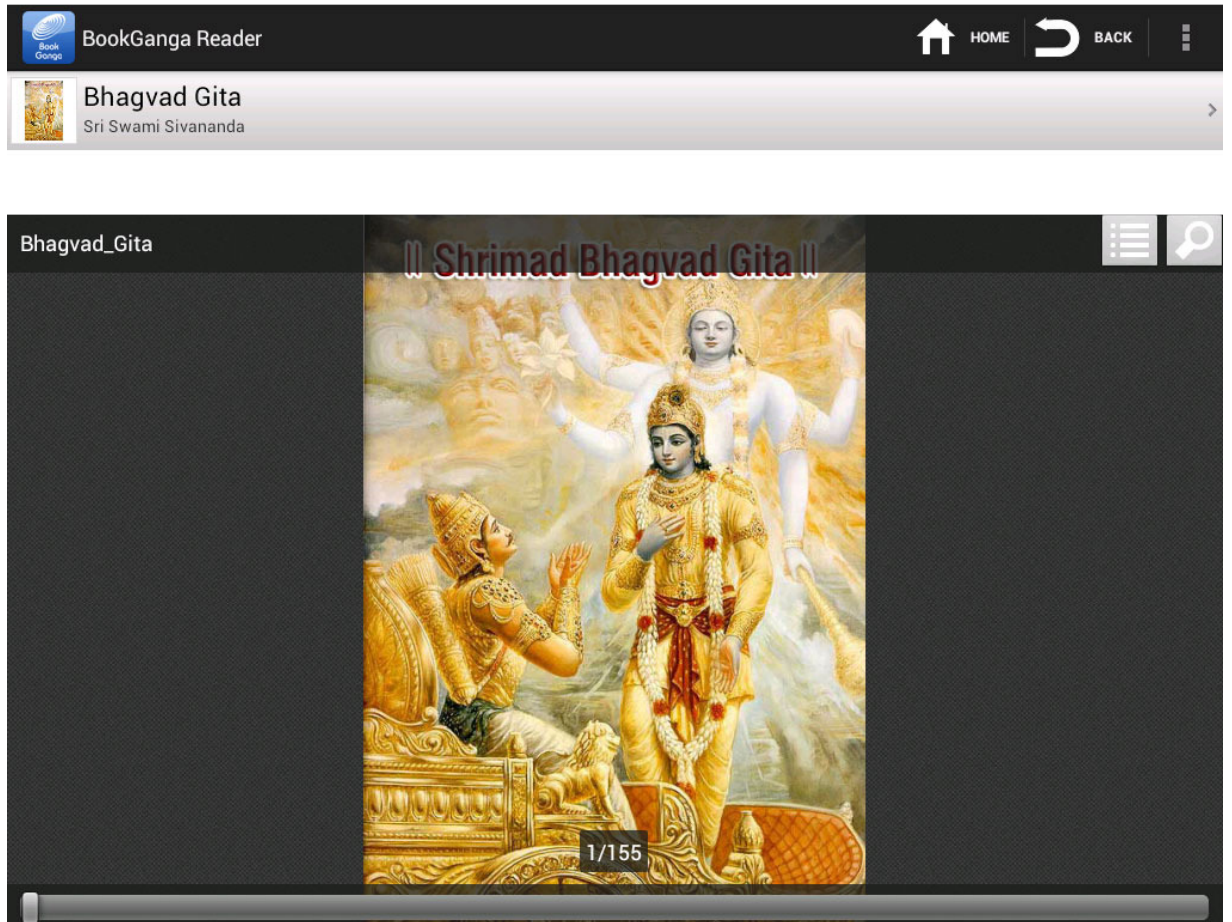 Book
Ganga
BookGanga Reader
HOME
BACK
Bhagvad Gita
Sri Swami Sivananda
Bhagvad_Gita
॥ Shrimad Bhagvad Gita ॥
1/155